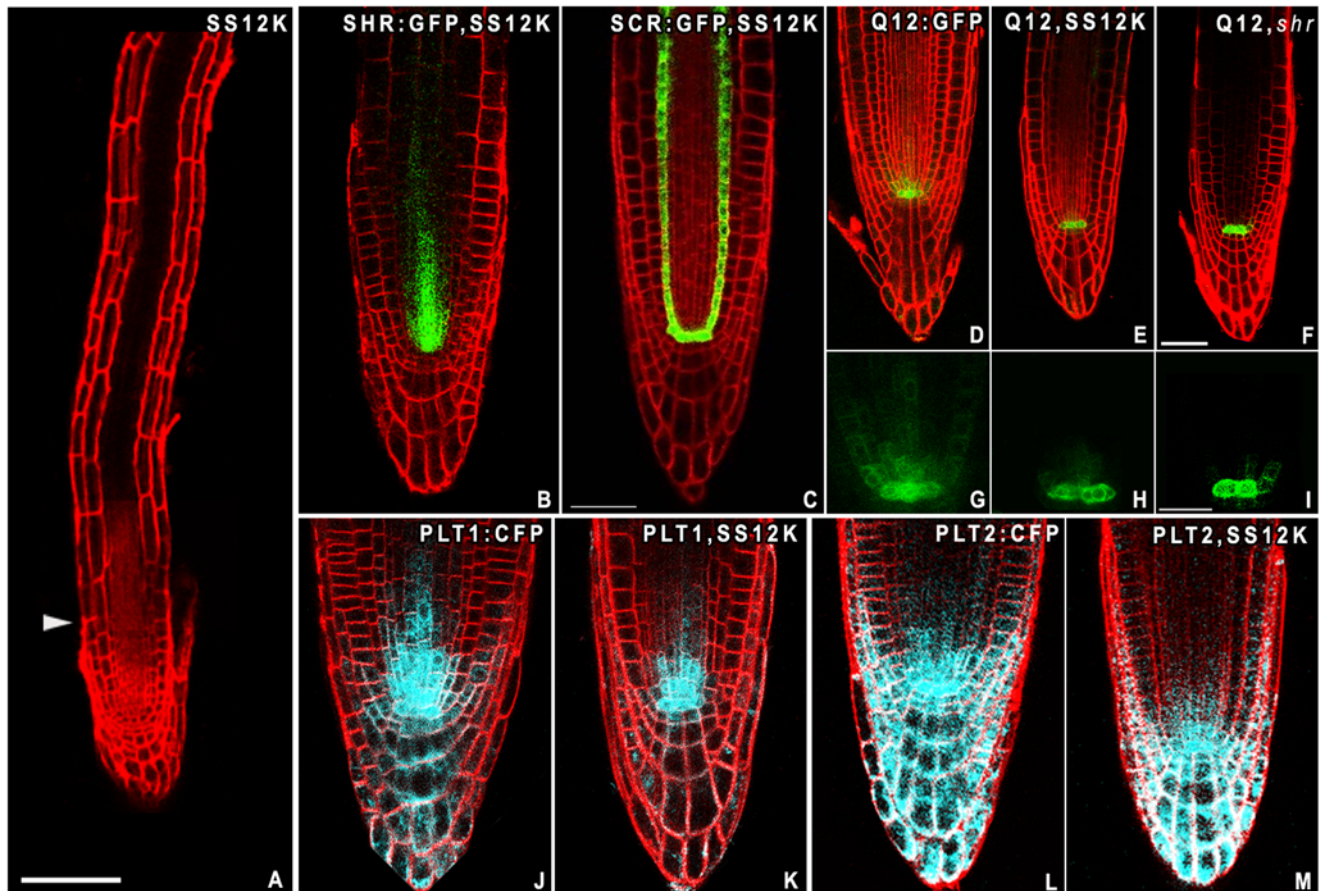 SS12K
SHR:GFP,SS12K
SCR:GFP,SS12K
Q12:GFP
Q12,SS12K
Q12,shr
A
B
C
D
E
F
G
H
I
PLT1:CFP
PLT1,SS12K
PLT2:CFP
PLT2,SS12K
J
K
L
M